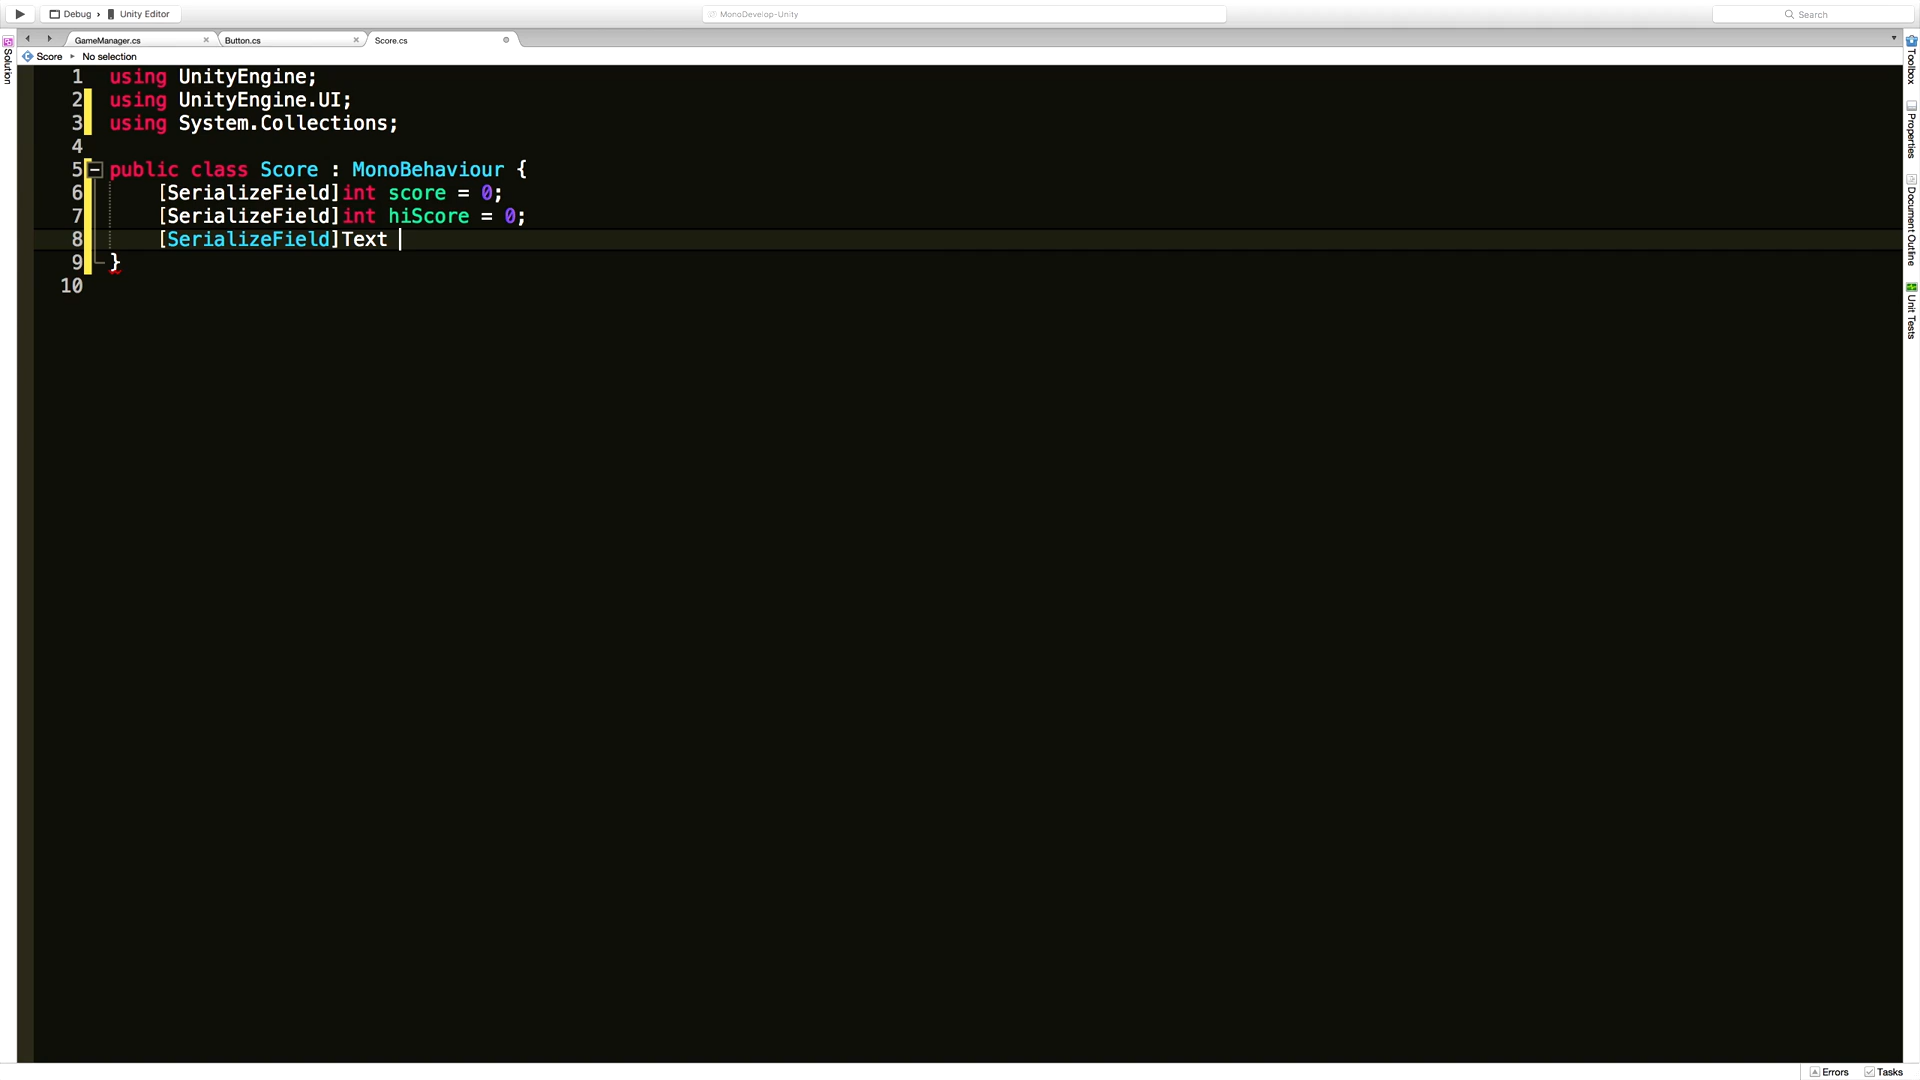 Debug › Unity Editor
MonoDevelop-Unity
Search
GameManager.cs
Button.cs
Score.cs
Score ▸ No selection
Solution
Toolbox
Properties
Document Outline
Unit Tests
1 using UnityEngine;
2 using UnityEngine.UI;
3 using System.Collections;
4
5 public class Score : MonoBehaviour {
6 [SerializeField]int score = 0;
7 [SerializeField]int hiScore = 0;
8 [SerializeField]Text
9 }
10
Errors
Tasks